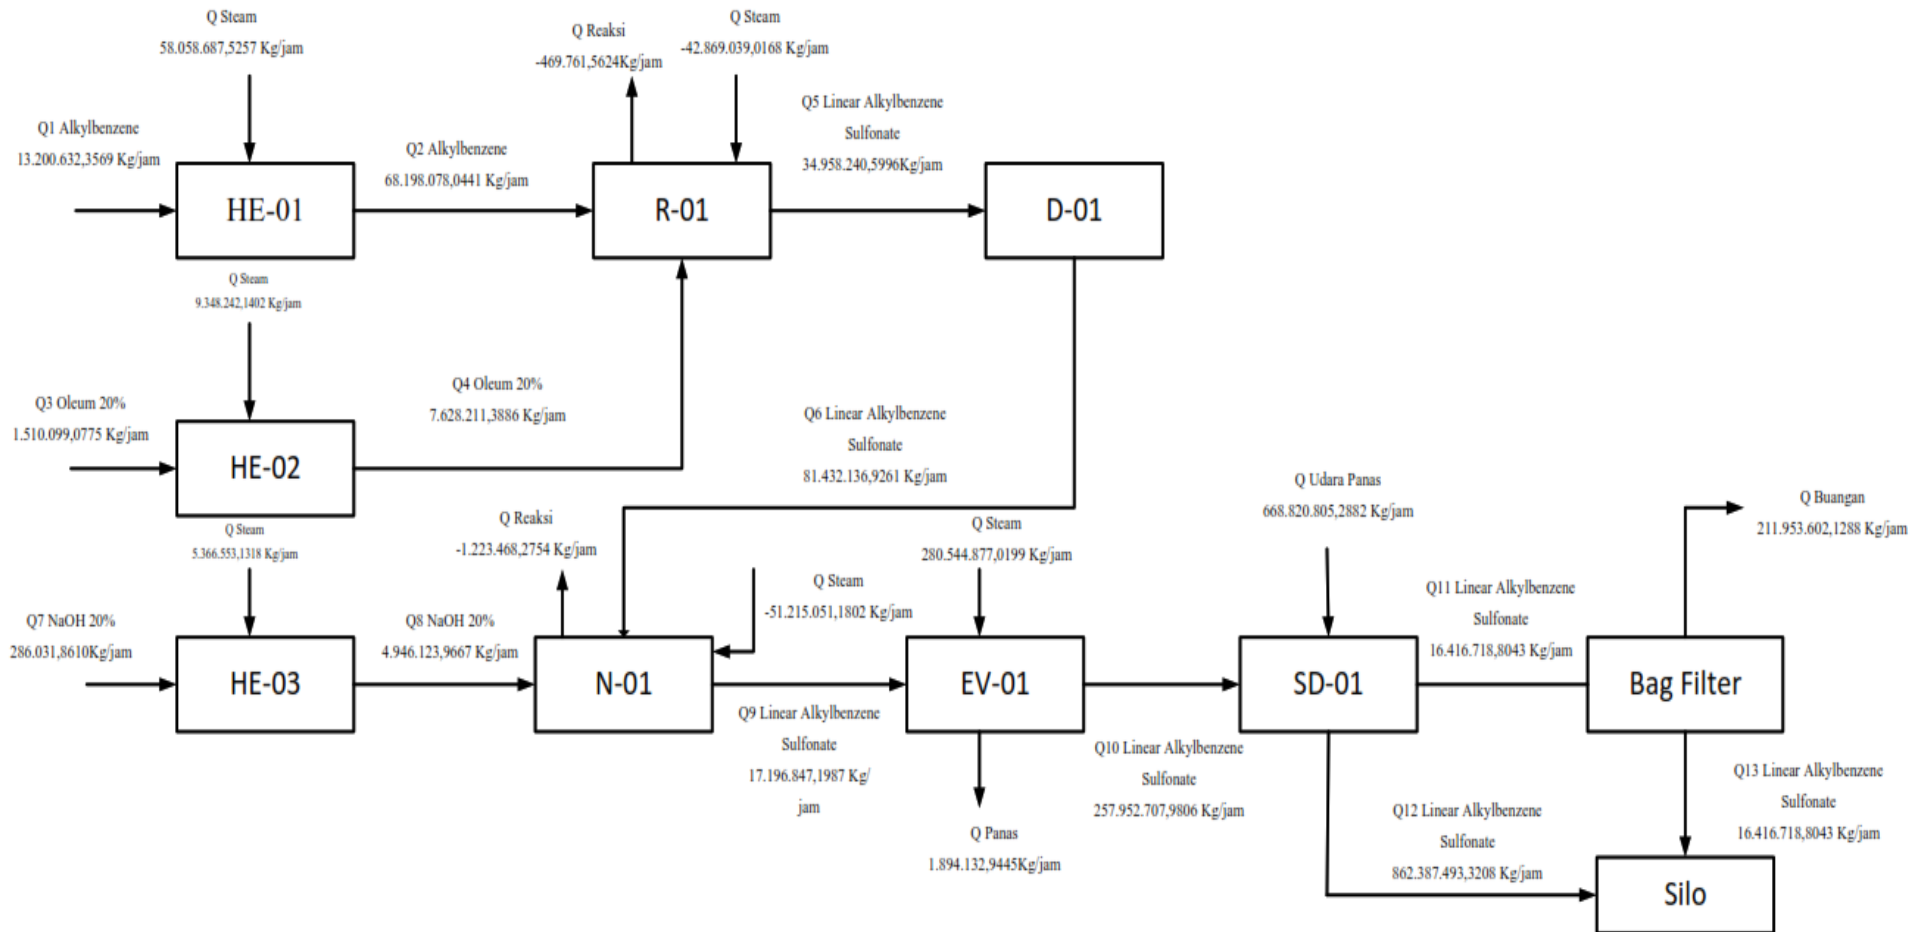 Q Steam
58.058.687,5257 Kg/jam
Q Reaksi
-469.761,5624Kg/jam
Q Steam
-42.869.039,0168 Kg/jam
Q1 Alkylbenzene
13.200.632,3569 Kg/jam
Q2 Alkylbenzene
68.198.078,0441 Kg/jam
Q5 Linear Alkylbenzene
Sulfonate
34.958.240,5996Kg/jam
HE-01
R-01
D-01
Q Steam
9.348.242,1402 Kg/jam
Q3 Oleum 20%
1.510.099,0775 Kg/jam
Q4 Oleum 20%
7.628.211,3886 Kg/jam
Q6 Linear Alkylbenzene
Sulfonate
81.432.136,9261 Kg/jam
HE-02
Q Steam
5.366.553,1318 Kg/jam
Q Reaksi
-1.223.468,2754 Kg/jam
Q Steam
280.544.877,0199 Kg/jam
Q Udara Panas
668.820.805,2882 Kg/jam
Q Buangan
211.953.602,1288 Kg/jam
Q7 NaOH 20%
286.031,8610Kg/jam
Q8 NaOH 20%
4.946.123,9667 Kg/jam
Q Steam
-51.215.051,1802 Kg/jam
Q11 Linear Alkylbenzene
Sulfonate
16.416.718,8043 Kg/jam
HE-03
N-01
EV-01
SD-01
Bag Filter
Q9 Linear Alkylbenzene
Sulfonate
17.196.847,1987 Kg/
jam
Q10 Linear Alkylbenzene
Sulfonate
257.952.707,9806 Kg/jam
Q Panas
1.894.132,9445Kg/jam
Q12 Linear Alkylbenzene
Sulfonate
862.387.493,3208 Kg/jam
Q13 Linear Alkylbenzene
Sulfonate
16.416.718,8043 Kg/jam
Silo